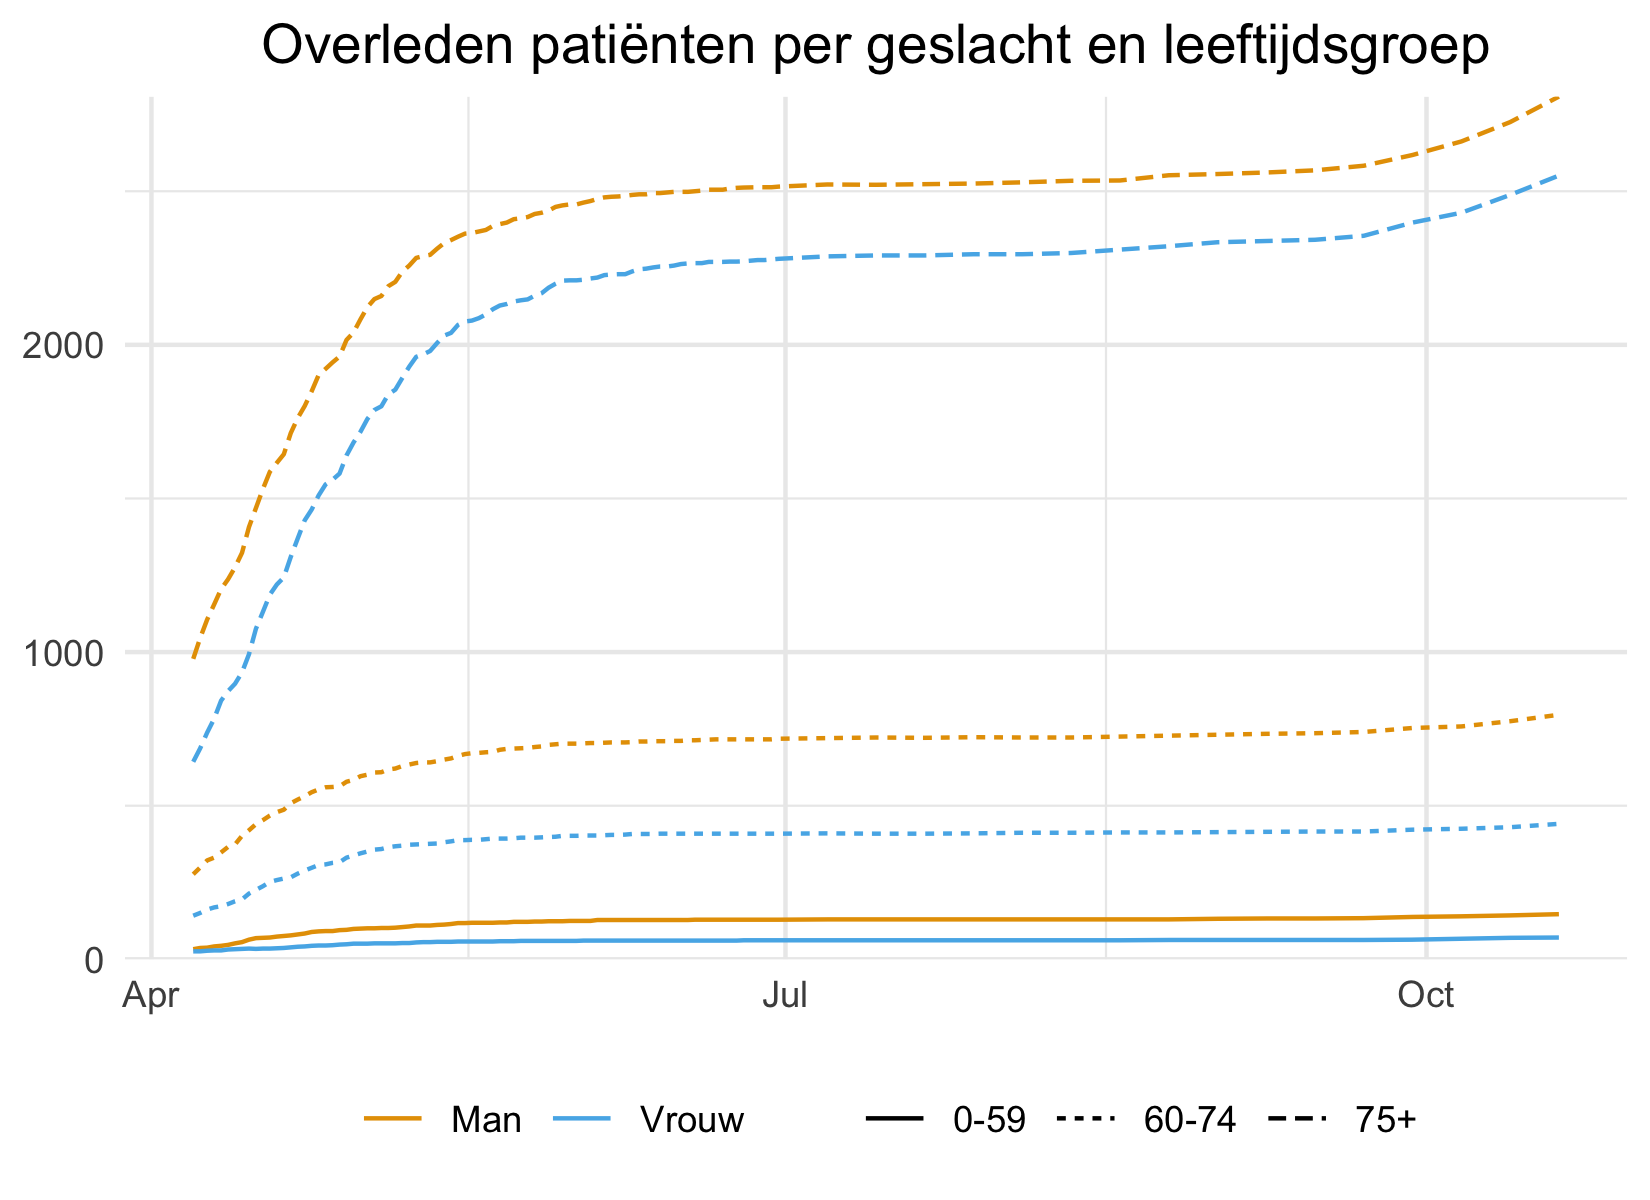 Overleden patiënten per geslacht en leeftijdsgroep
2000
1000
0
Apr Jul Oct
Man Vrouw 0-59 60-74 75+